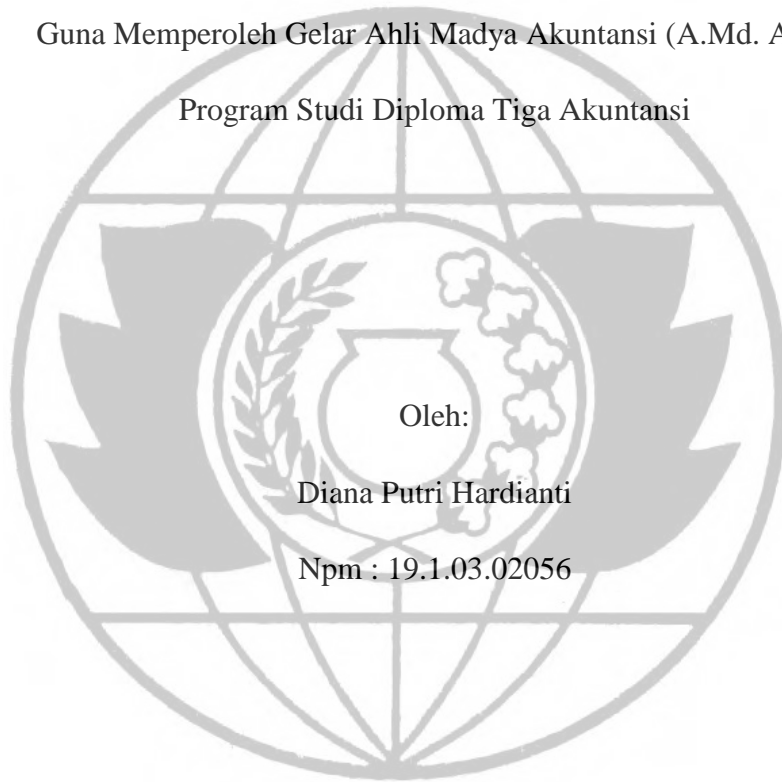 Guna Memperoleh Gelar Ahli Madya Akuntansi (A.Md. A
Program Studi Diploma Tiga Akuntansi
Oleh:
Diana Putri Hardianti
Npm : 19.1.03.02056